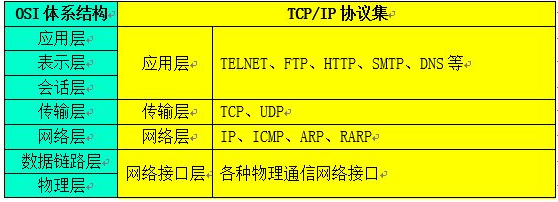 OSI 体系结构 TCP/IP 协议集
应用层
表示层 应用层 TELNET、FTP、HTTP、SMTP、DNS 等
会话层
传输层 传输层 TCP、UDP
网络层 网络层 IP、ICMP、ARP、RARP
数据链路层 网络接口层 各种物理通信网络接口
物理层